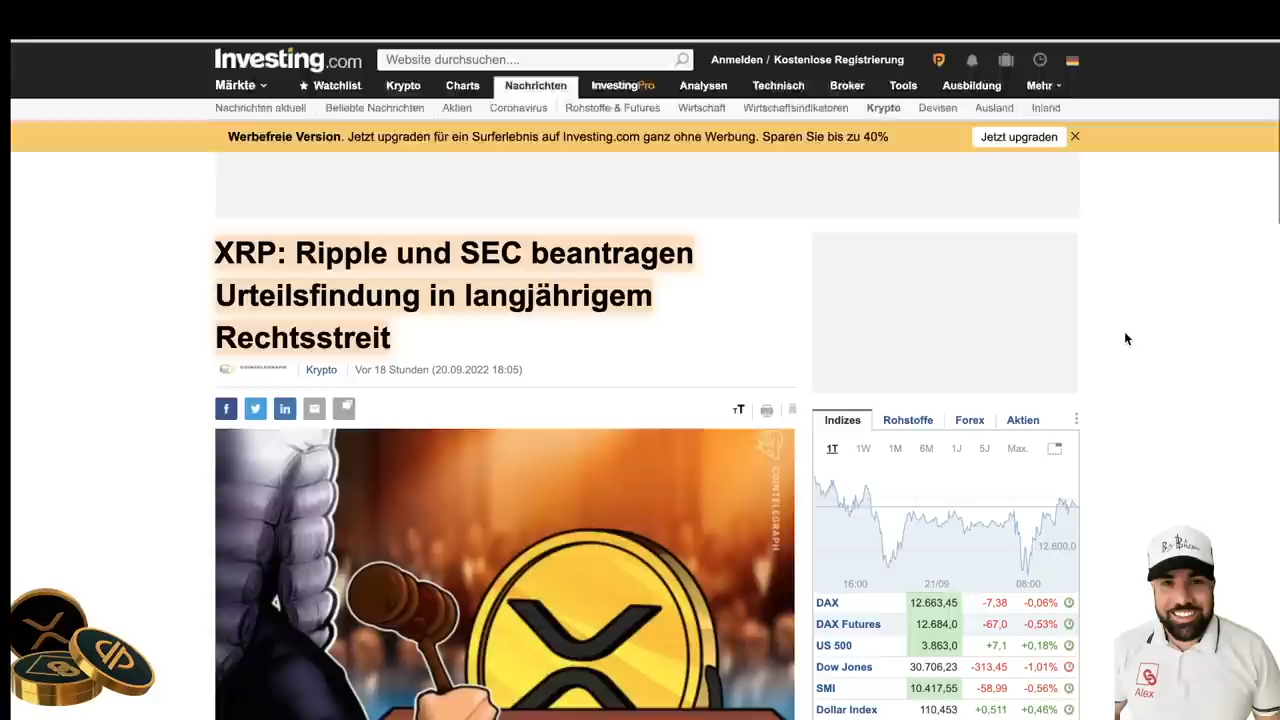 Investing.com
Website durchsuchen....
Anmelden / Kostenlose Registrierung
Märkte
Watchlist
Krypto
Charts
Nachrichten
InvestingPro
Analysen
Technisch
Broker
Tools
Ausbildung
Mehr
Nachrichten aktuell
Beliebte Nachrichten
Aktien
Coronavirus
Rohstoffe & Futures
Wirtschaft
Wirtschaftsindikatoren
Krypto
Devisen
Ausland
Inland
Werbefreie Version. Jetzt upgraden für ein Surferlebnis auf Investing.com ganz ohne Werbung. Sparen Sie bis zu 40%
Jetzt upgraden
XRP: Ripple und SEC beantragen
Urteilsfindung in langjährigem
Rechtsstreit
COINTELEGRAPH
Krypto
Vor 18 Stunden (20.09.2022 18:05)
TT
COINTELEGRAPH
Indizes
Rohstoffe
Forex
Aktien
1T
1W
1M
6M
1J
5J
Max.
12.600,0
16:00
21/09
08:00
DAX 12.663,45 -7,38 -0,06%
DAX Futures 12.684,0 -67,0 -0,53%
US 500 3.863,0 +7,1 +0,18%
Dow Jones 30.706,23 -313,45 -1,01%
SMI 10.417,55 -58,99 -0,56%
Dollar Index 110,453 +0,511 +0,46%
Alex